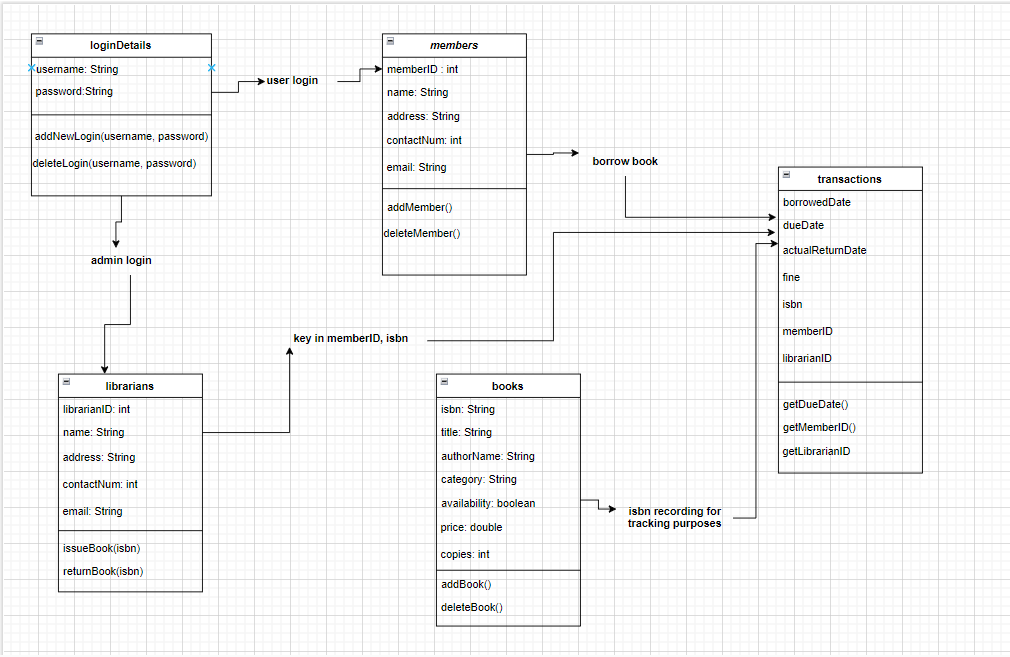 loginDetails
username: String
password:String
addNewLogin(username, password)
deleteLogin(username, password)
user login
members
memberID : int
name: String
address: String
contactNum: int
email: String
addMember()
deleteMember()
borrow book
transactions
borrowedDate
dueDate
actualReturnDate
fine
isbn
memberID
librarianID
getDueDate()
getMemberID()
getLibrarianID
admin login
key in memberID, isbn
librarians
librarianID: int
name: String
address: String
contactNum: int
email: String
issueBook(isbn)
returnBook(isbn)
books
isbn: String
title: String
authorName: String
category: String
availability: boolean
price: double
copies: int
addBook()
deleteBook()
isbn recording for
tracking purposes